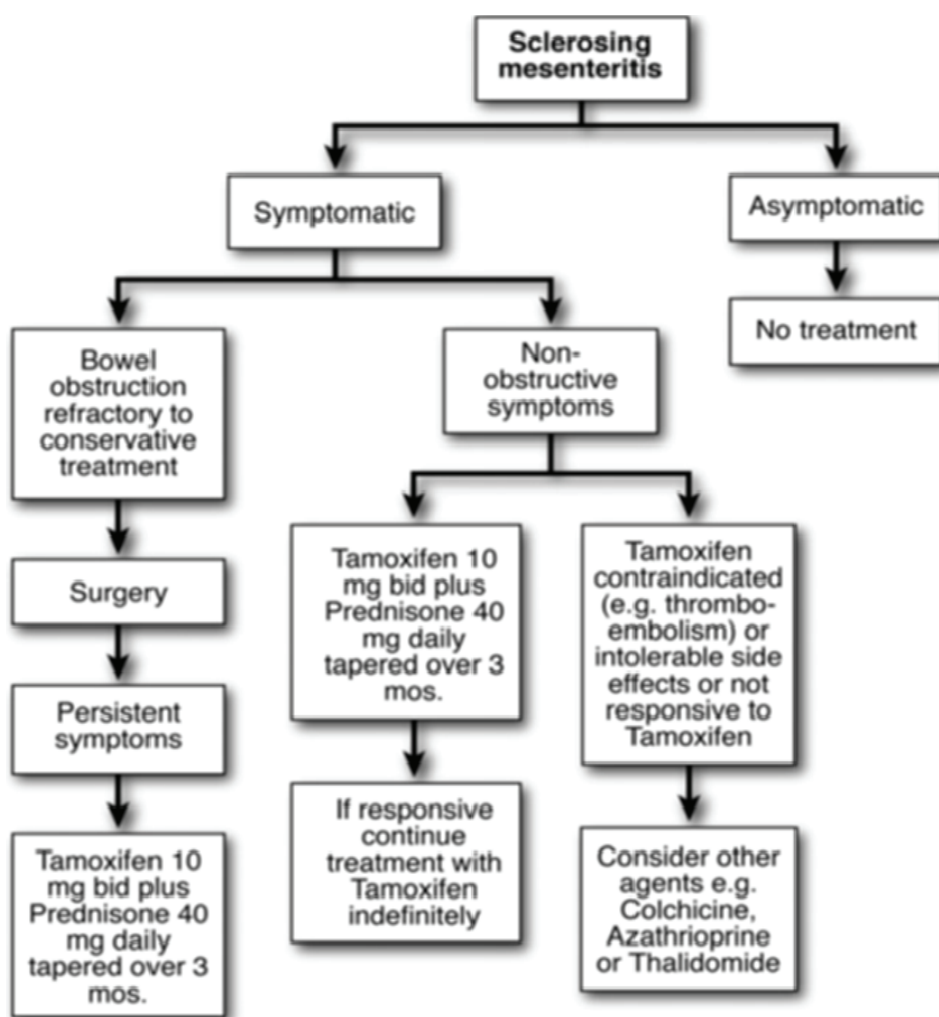 Sclerosing
mesenteritis
Symptomatic
Asymptomatic
No treatment
Bowel
obstruction
refractory to
conservative
treatment
Non-
obstructive
symptoms
Surgery
Tamoxifen 10
mg bid plus
Prednisone 40
mg daily
tapered over 3
mos.
Tamoxifen
contraindicated
(e.g. thrombo-
embolism) or
intolerable side
effects or not
responsive to
Tamoxifen
Persistent
symptoms
If responsive
continue
treatment with
Tamoxifen
indefinitely
Consider other
agents e.g.
Colchicine,
Azathrioprine
or Thalidomide
Tamoxifen 10
mg bid plus
Prednisone 40
mg daily
tapered over 3
mos.